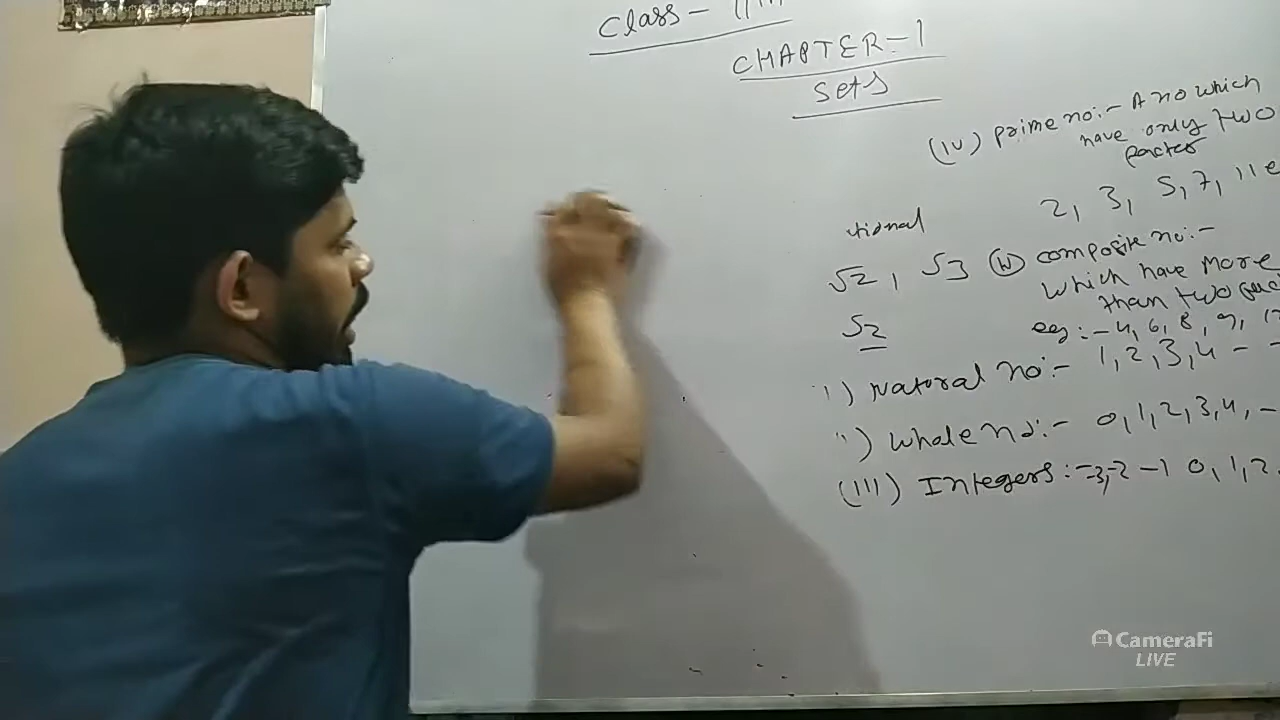 Class - 11th
CHAPTER-1
Sets
(IV) prime no:- A no which
have only two
factes
2, 3, 5, 7, 11
tional
√2, √3
√2
(V) composite no:-
which have more
than two fac
eg:- 4, 6, 8, 9, 12
i) Natoral no:- 1, 2, 3, 4 - -
ii) whole no:- 0, 1, 2, 3, 4, -
(III) Integers:- -3, -2 -1 0, 1, 2
CameraFi
LIVE